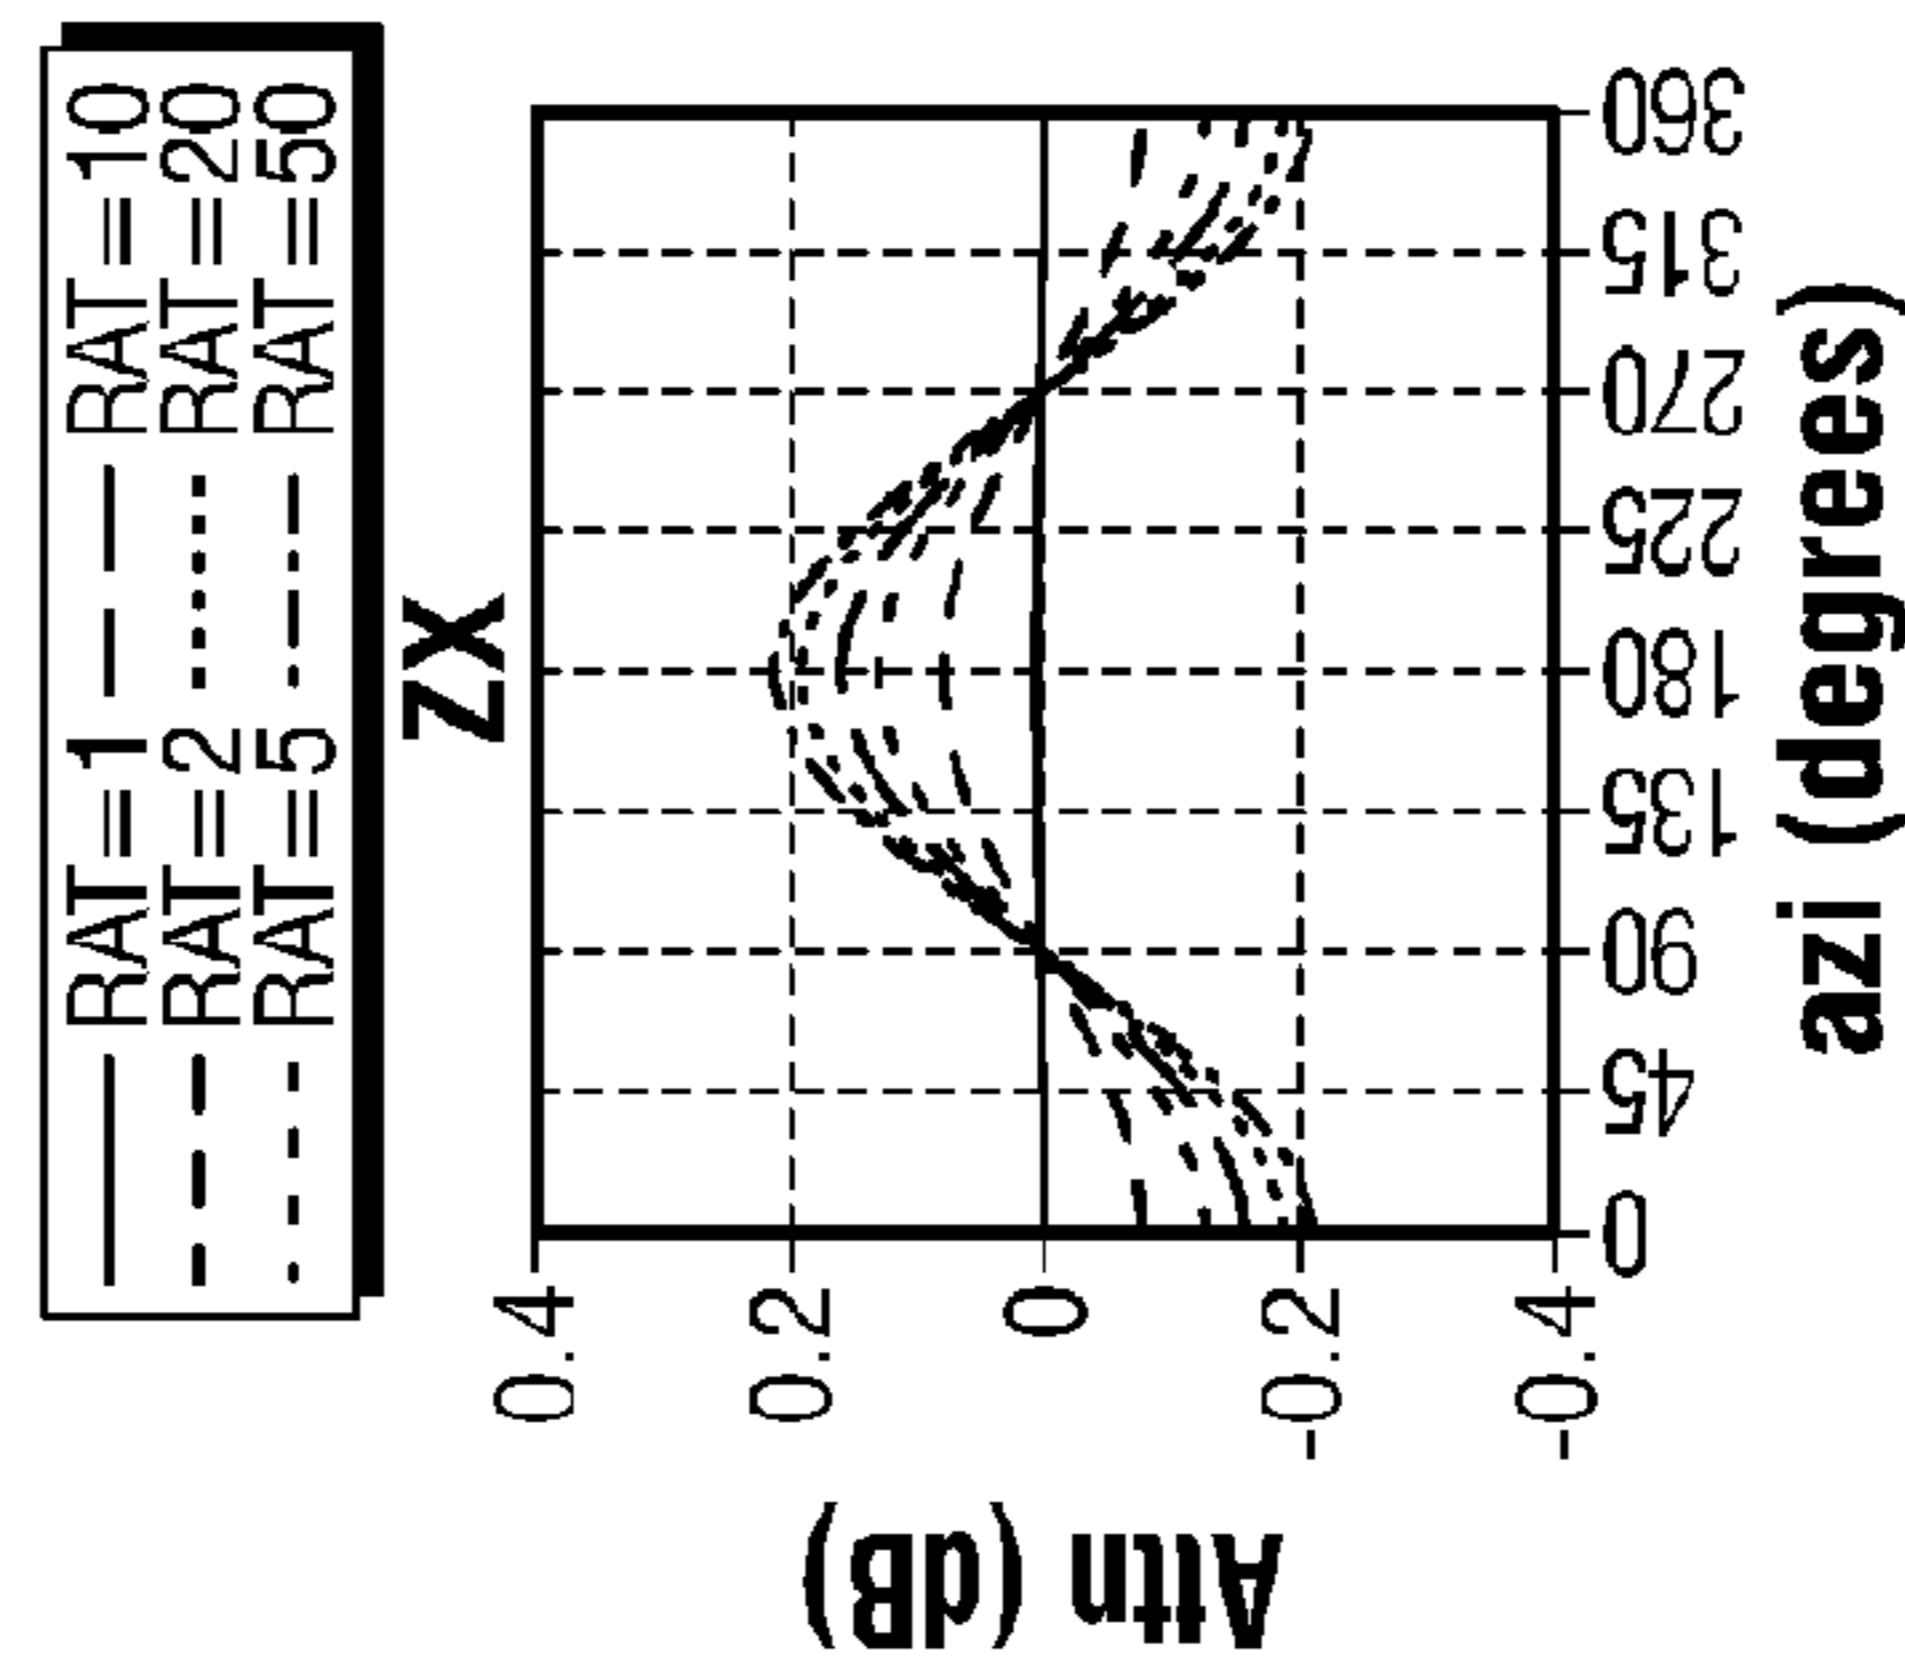 RAT=1 RAT=10
RAT=2 RAT=20
RAT=5 RAT=50
ZX
Attn (dB)
0.4
0.2
0
-0.2
-0.4
0 45 90 135 180 225 270 315 360
azi (degrees)